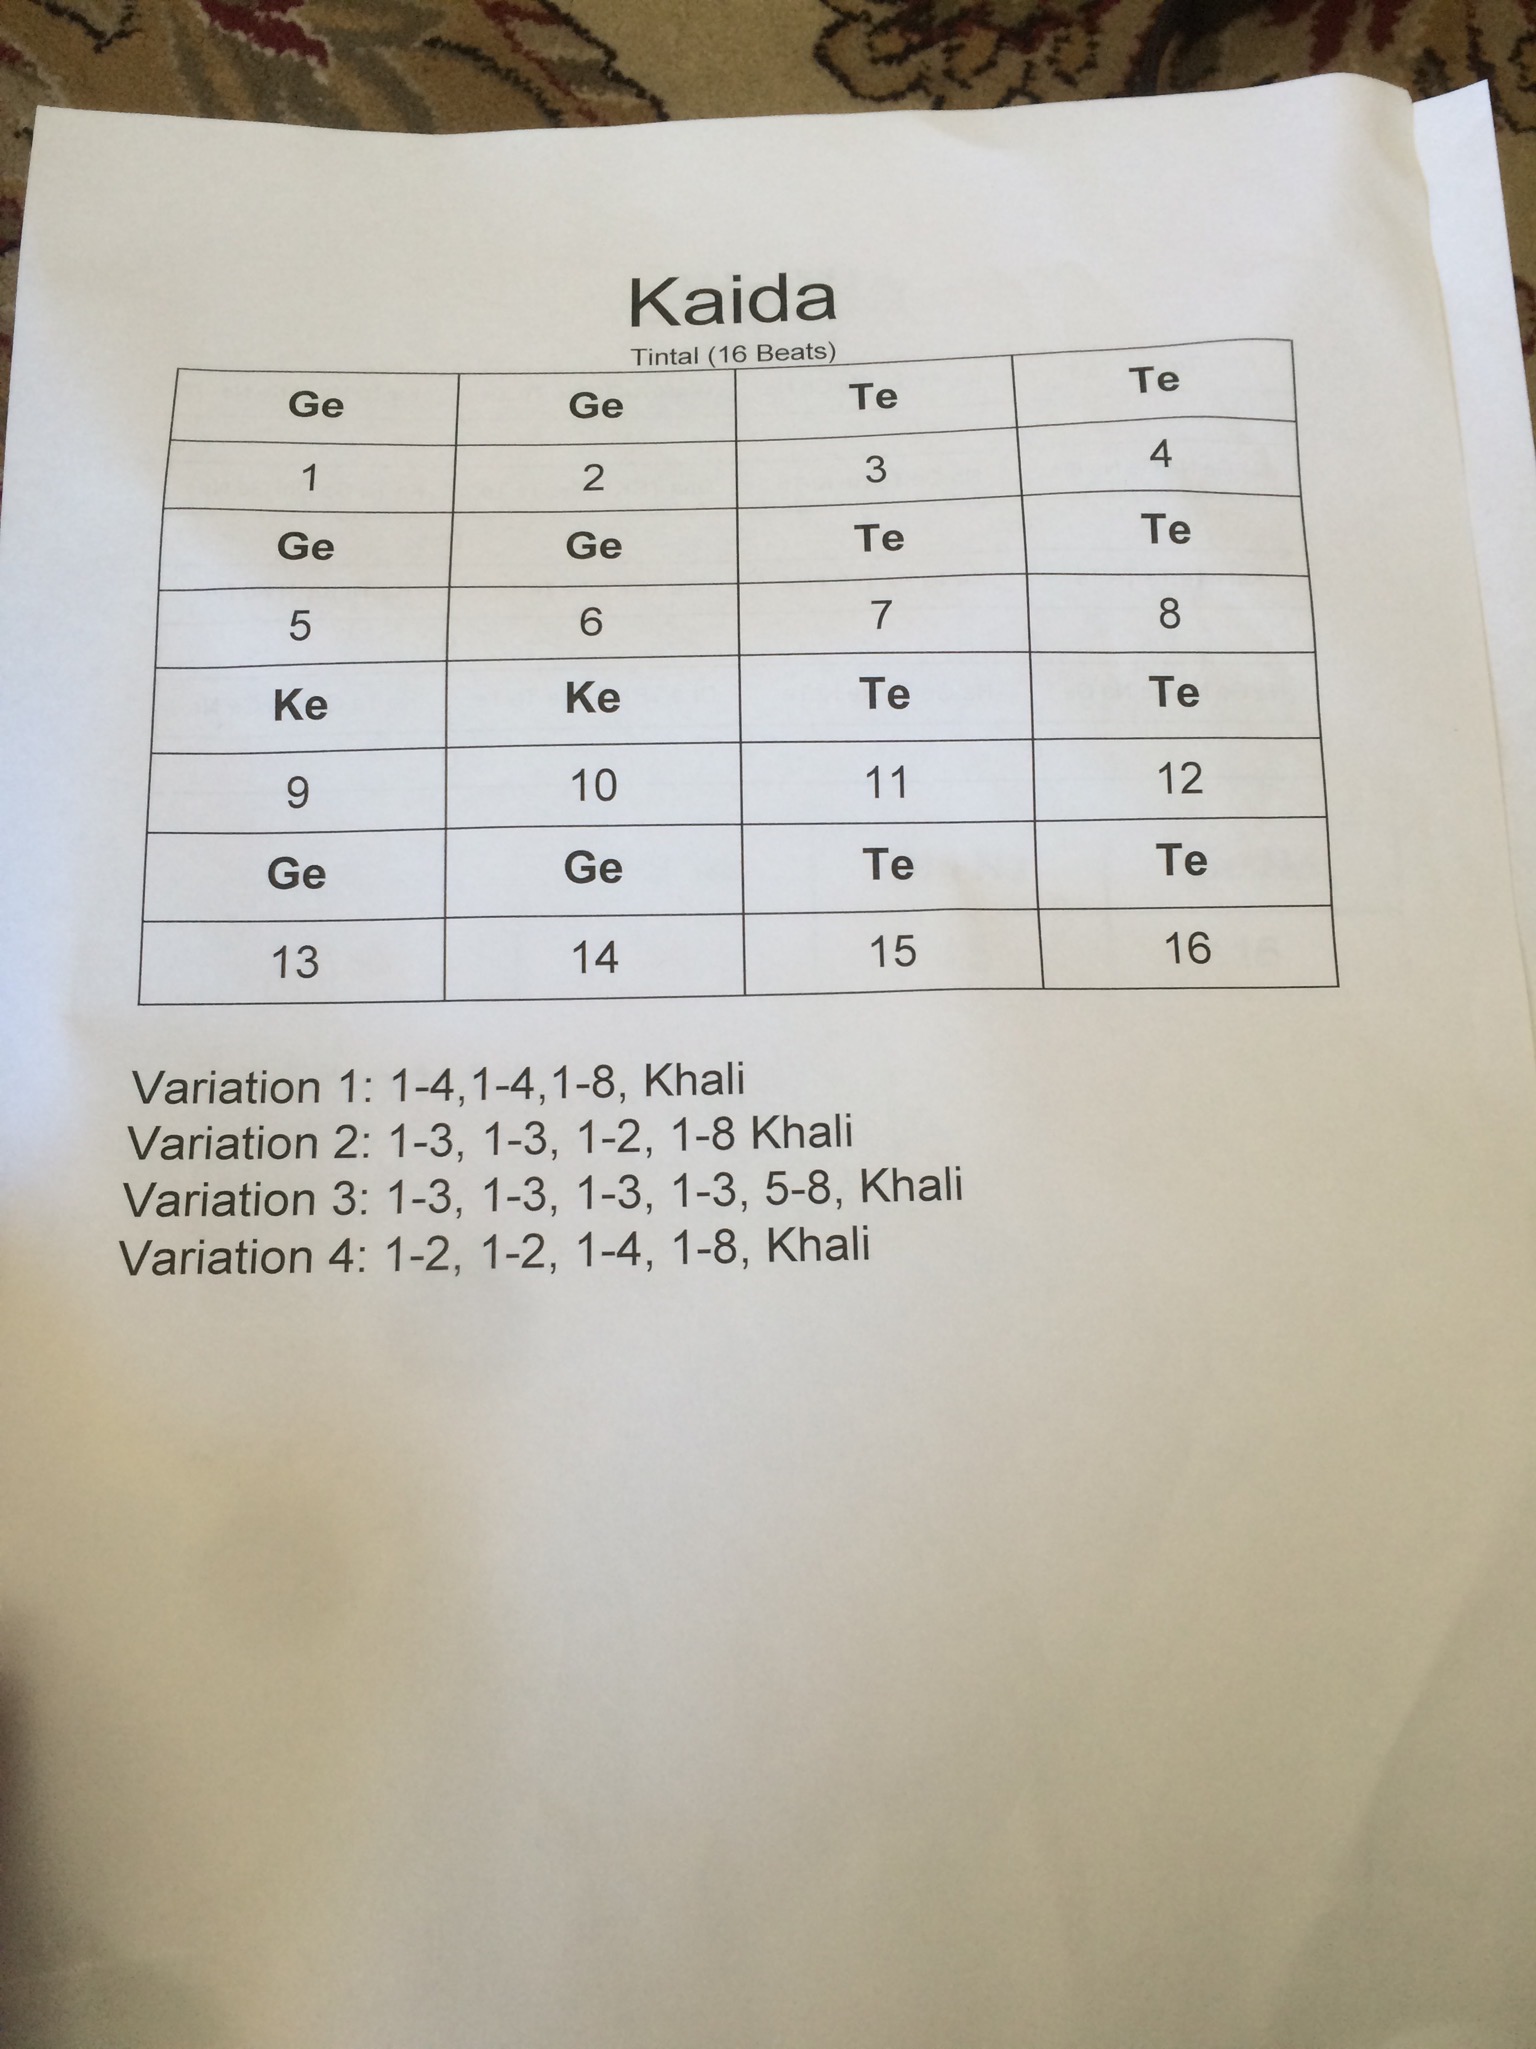 Kaida
Tintal (16 Beats)
Ge Ge Te Te
1 2 3 4
Ge Ge Te Te
5 6 7 8
Ke Ke Te Te
9 10 11 12
Ge Ge Te Te
13 14 15 16
Variation 1: 1-4,1-4,1-8, Khali
Variation 2: 1-3, 1-3, 1-2, 1-8 Khali
Variation 3: 1-3, 1-3, 1-3, 1-3, 5-8, Khali
Variation 4: 1-2, 1-2, 1-4, 1-8, Khali